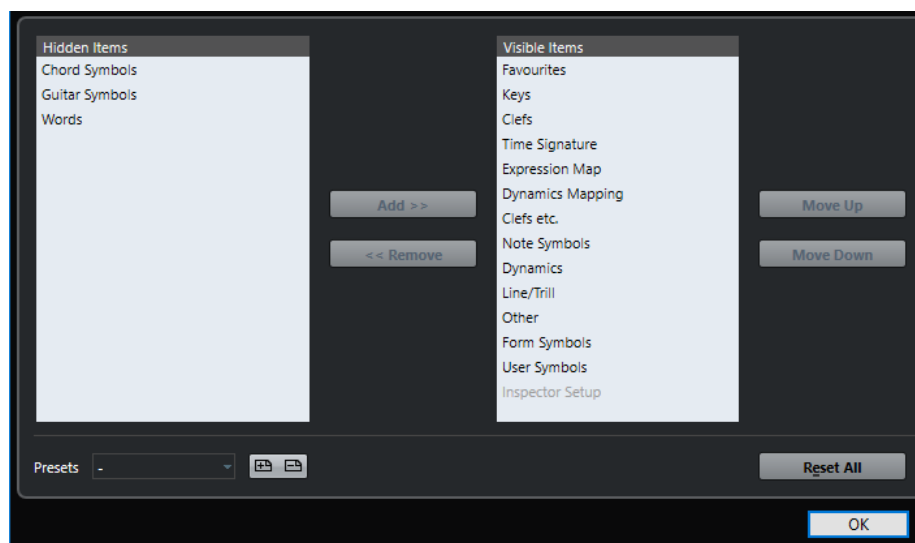 Hidden Items
Chord Symbols
Guitar Symbols
Words
Add >>
<< Remove
Visible Items
Favourites
Keys
Clefs
Time Signature
Expression Map
Dynamics Mapping
Clefs etc.
Note Symbols
Dynamics
Line/Trill
Other
Form Symbols
User Symbols
Inspector Setup
Move Up
Move Down
Presets -
Reset All
OK